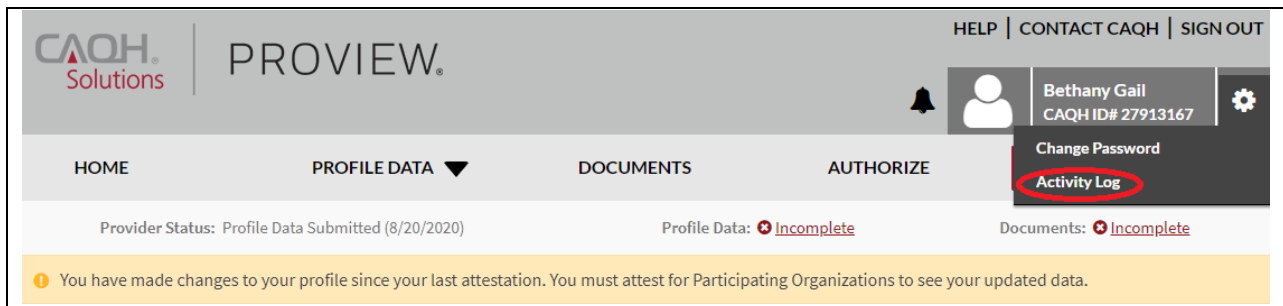 HELP | CONTACT CAQH | SIGN OUT
CAQH®
Solutions
PROVIEW®
Bethany Gail
CAQH ID# 27913167
Change Password
Activity Log
HOME
PROFILE DATA
DOCUMENTS
AUTHORIZE
Provider Status: Profile Data Submitted (8/20/2020)
Profile Data: Incomplete
Documents: Incomplete
You have made changes to your profile since your last attestation. You must attest for Participating Organizations to see your updated data.